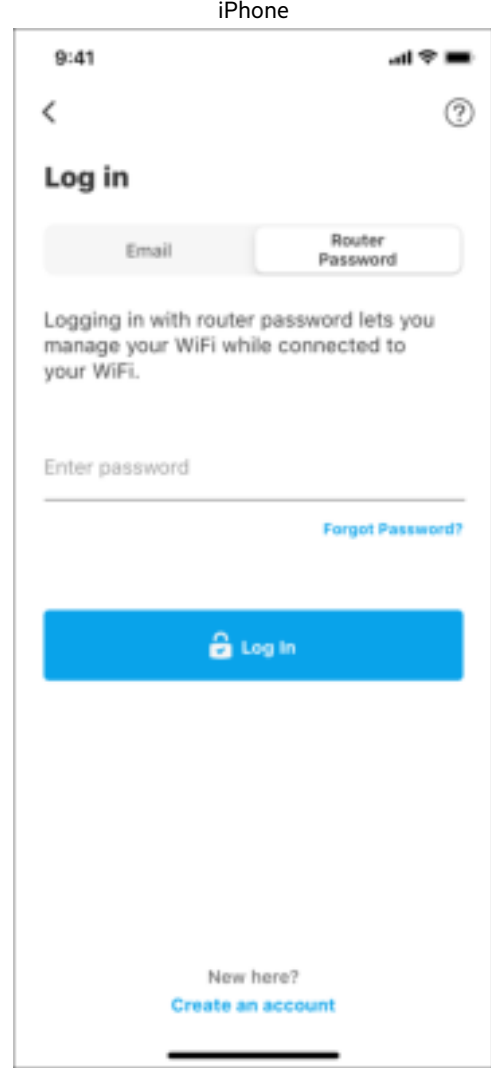 iPhone
9:41
?
Log in
Email
Router
Password
Logging in with router password lets you
manage your WiFi while connected to
your WiFi.
Enter password
Forgot Password?
Log In
New here?
Create an account